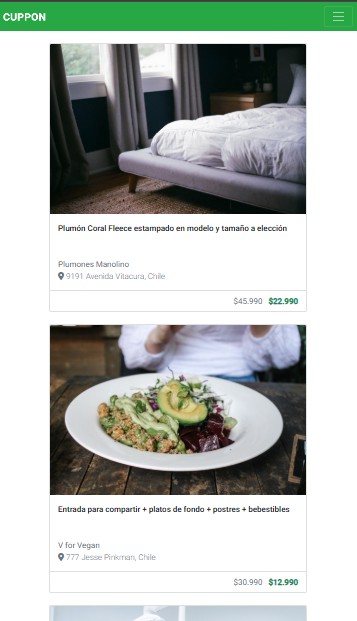 CUPPON
Plumón Coral Fleece estampado en modelo y tamaño a elección
Plumones Manolino
9191 Avenida Vitacura, Chile
$45.990 $22.990
Entrada para compartir + platos de fondo + postres + bebestibles
V for Vegan
777 Jesse Pinkman, Chile
$30.990 $12.990